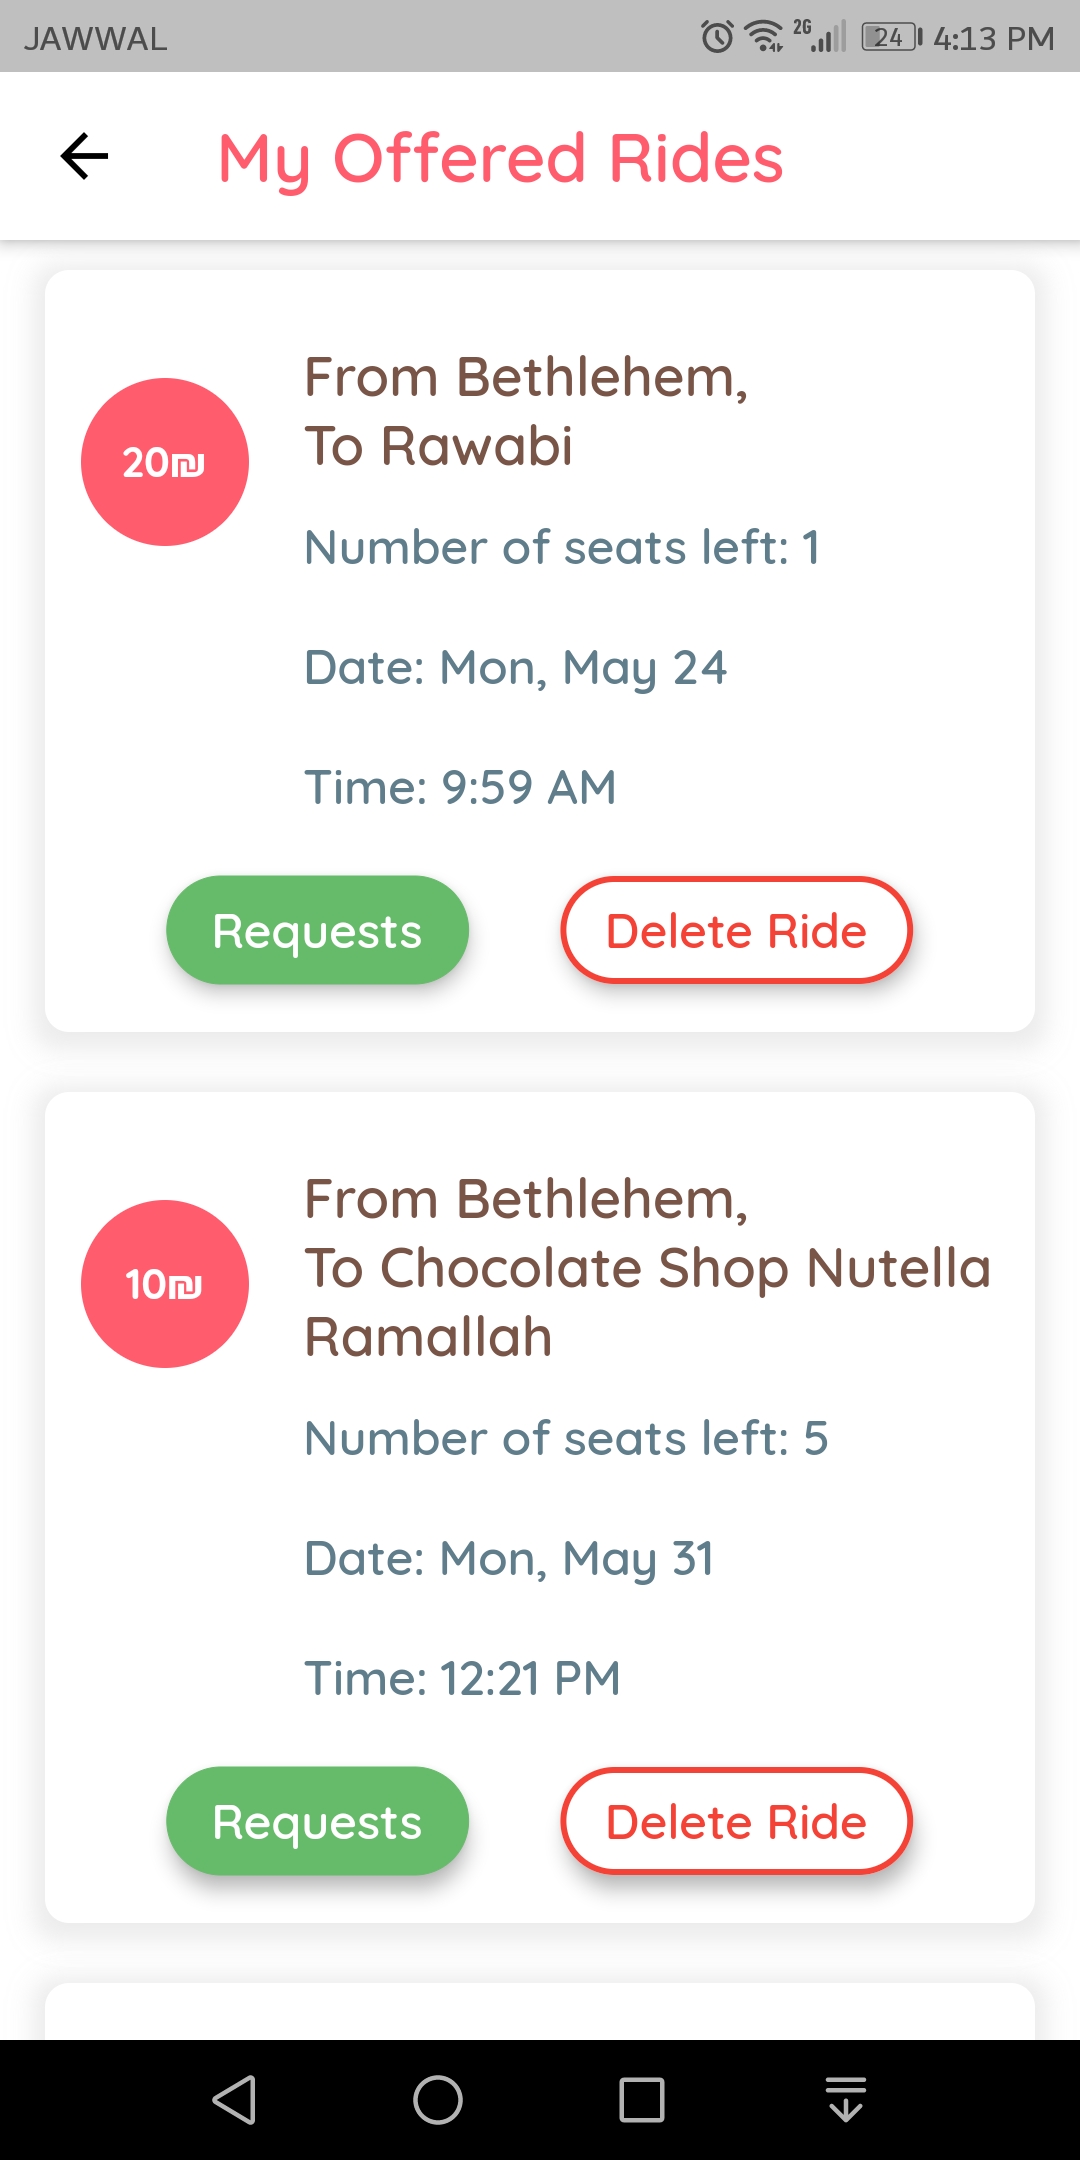 JAWWAL 2G 24 4:13 PM
My Offered Rides
From Bethlehem,
To Rawabi
20₪
Number of seats left: 1
Date: Mon, May 24
Time: 9:59 AM
Requests Delete Ride
From Bethlehem,
To Chocolate Shop Nutella
Ramallah
10₪
Number of seats left: 5
Date: Mon, May 31
Time: 12:21 PM
Requests Delete Ride